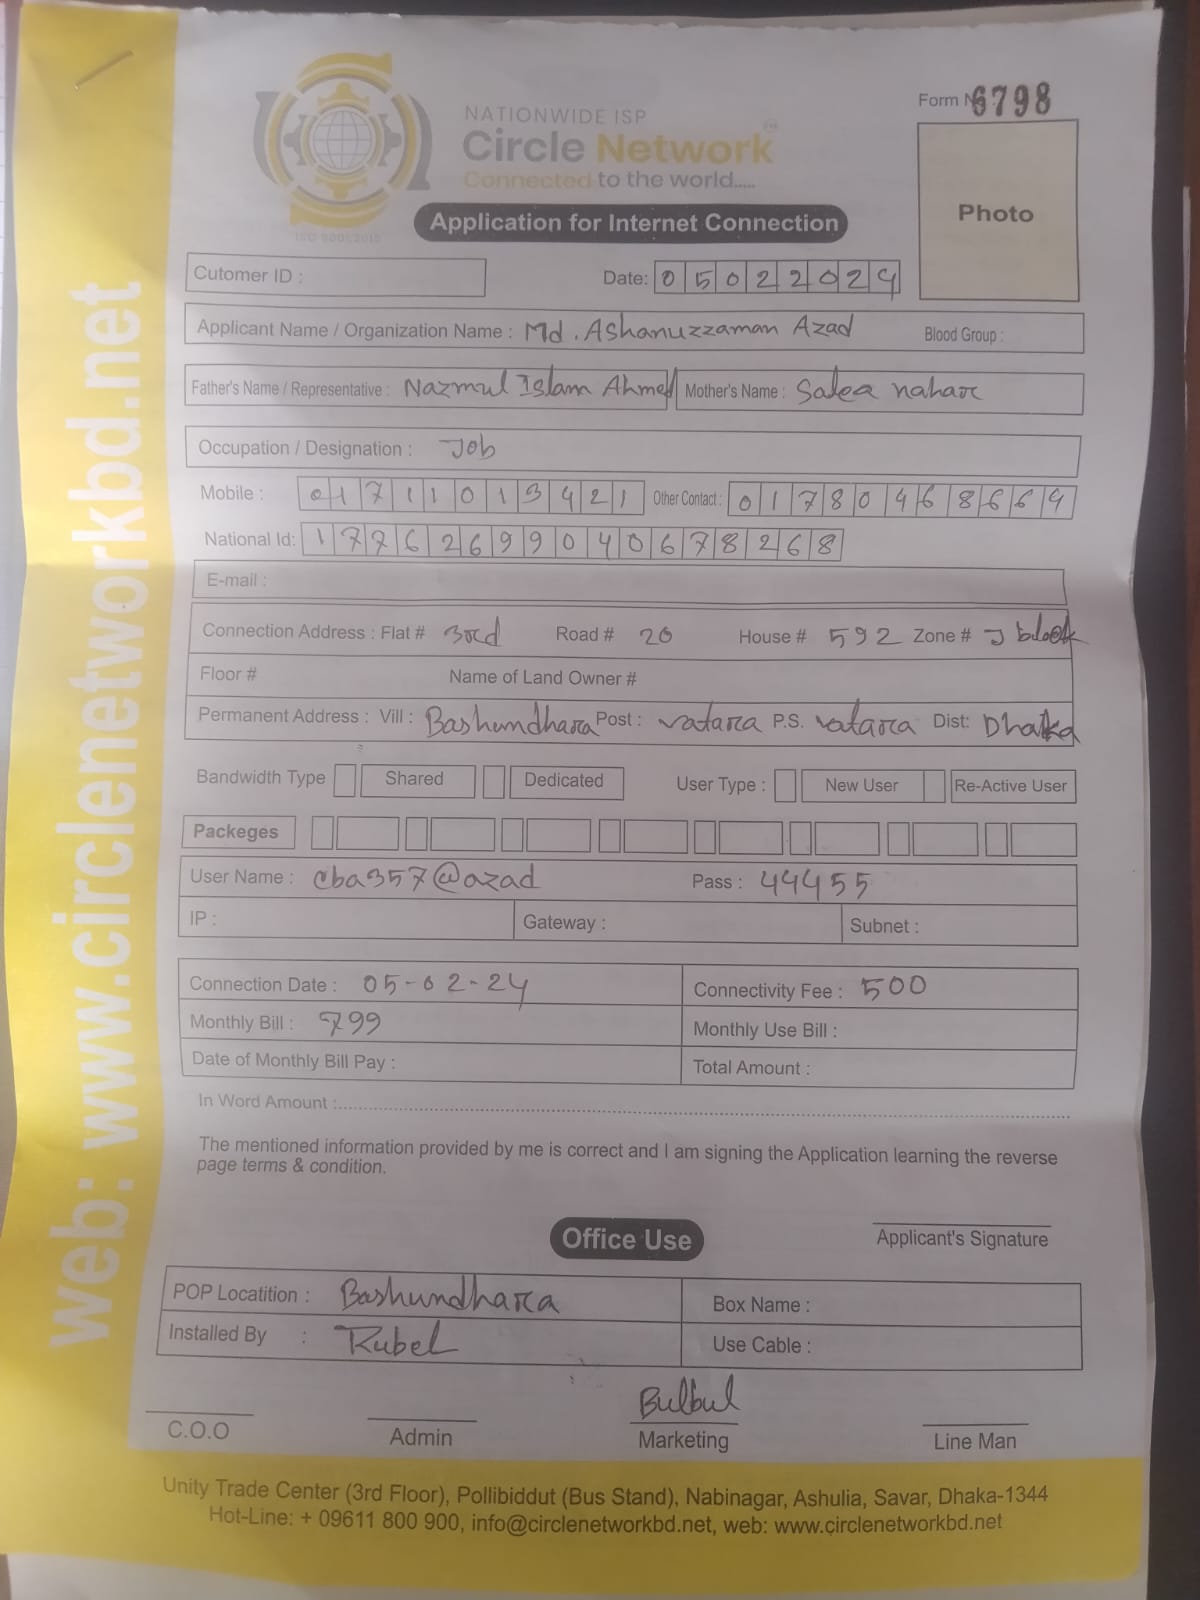 Form No 6798
NATIONWIDE ISP
Circle Network
Connected to the world.....
ISO 9001:2015
Photo
Application for Internet Connection
Cutomer ID : Date: 05022024
Applicant Name / Organization Name : Md. Ashanuzzaman Azad Blood Group :
Father's Name / Representative : Nazmul Islam Ahmed Mother's Name : Salea nahar
Occupation / Designation : Job
Mobile : 01711013421 Other Contact : 01780468669
National Id: 17762699040678268
E-mail :
Connection Address : Flat # 3rd Road # 20 House # 592 Zone # J block
Floor # Name of Land Owner #
Permanent Address : Vill : Bashundhara Post : vatara P.S. vatara Dist: Dhaka
Bandwidth Type Shared Dedicated User Type : New User Re-Active User
Packeges
User Name : cba357@azad Pass : 44455
IP : Gateway : Subnet :
Connection Date : 05-02-24 Connectivity Fee : 500
Monthly Bill : 799 Monthly Use Bill :
Date of Monthly Bill Pay : Total Amount :
In Word Amount :
The mentioned information provided by me is correct and I am signing the Application learning the reverse
page terms & condition.
Office Use
Applicant's Signature
POP Locatition : Bashundhara Box Name :
Installed By : Rubel Use Cable :
Bulbul
C.O.O Admin Marketing Line Man
Unity Trade Center (3rd Floor), Pollibiddut (Bus Stand), Nabinagar, Ashulia, Savar, Dhaka-1344
Hot-Line: + 09611 800 900, info@circlenetworkbd.net, web: www.circlenetworkbd.net
web: www.circlenetworkbd.net